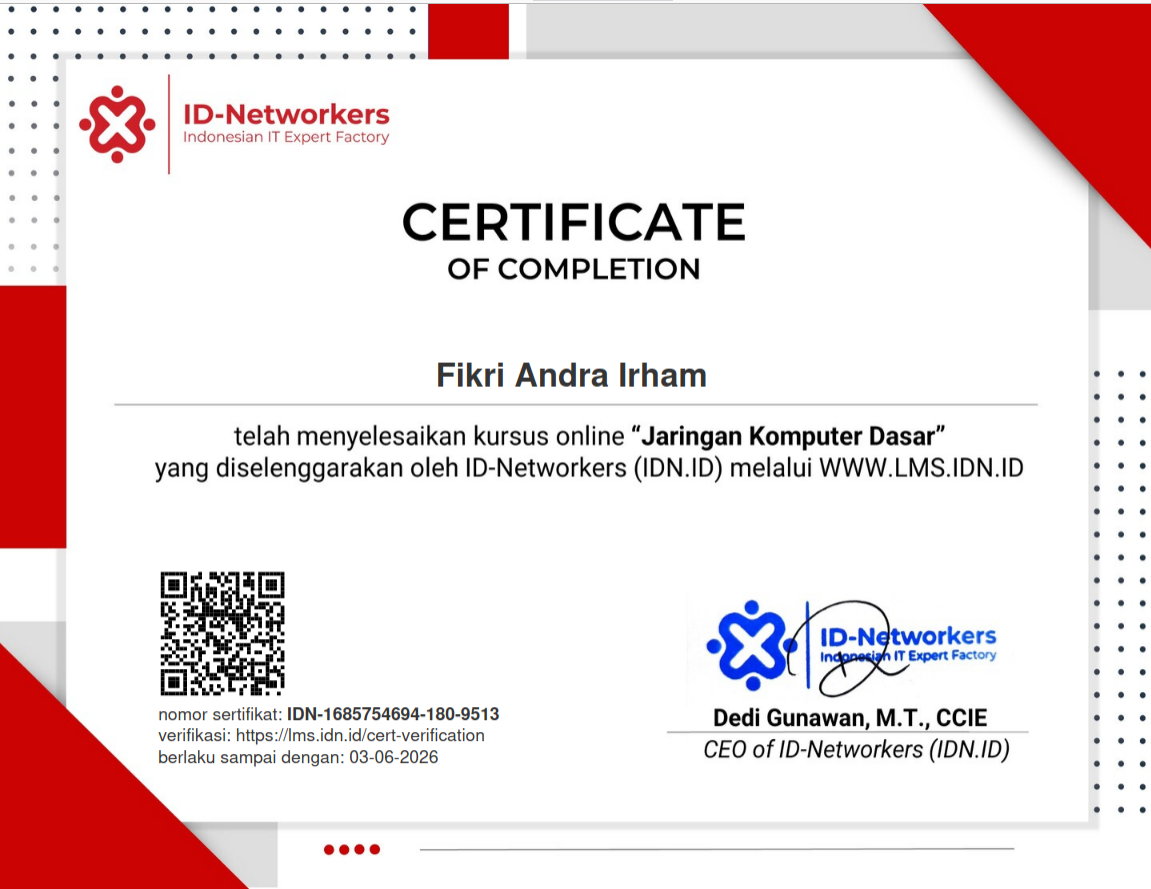 ID-Networkers
Indonesian IT Expert Factory
CERTIFICATE
OF COMPLETION
Fikri Andra Irham
telah menyelesaikan kursus online “Jaringan Komputer Dasar”
yang diselenggarakan oleh ID-Networkers (IDN.ID) melalui WWW.LMS.IDN.ID
nomor sertifikat: IDN-1685754694-180-9513
verifikasi: https://lms.idn.id/cert-verification
berlaku sampai dengan: 03-06-2026
ID-Networkers
Indonesian IT Expert Factory
Dedi Gunawan, M.T., CCIE
CEO of ID-Networkers (IDN.ID)